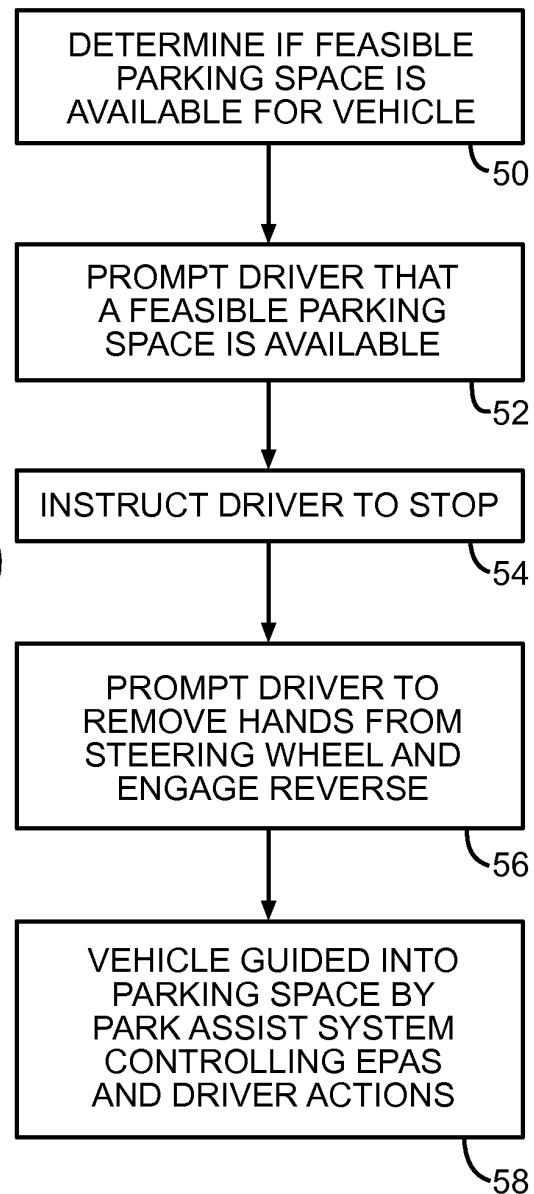 DETERMINE IF FEASIBLE
PARKING SPACE IS
AVAILABLE FOR VEHICLE
50
PROMPT DRIVER THAT
A FEASIBLE PARKING
SPACE IS AVAILABLE
52
INSTRUCT DRIVER TO STOP
54
PROMPT DRIVER TO
REMOVE HANDS FROM
STEERING WHEEL AND
ENGAGE REVERSE
56
VEHICLE GUIDED INTO
PARKING SPACE BY
PARK ASSIST SYSTEM
CONTROLLING EPAS
AND DRIVER ACTIONS
58